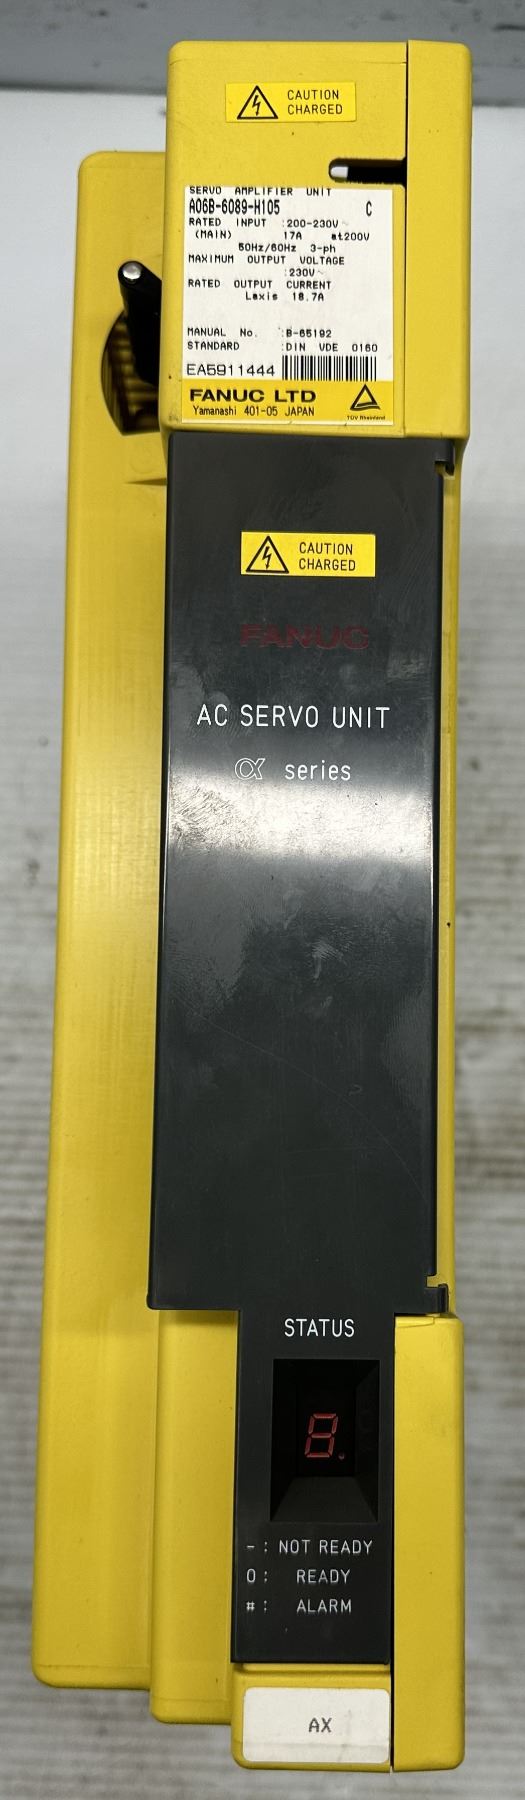 CAUTION
CHARGED
SERVO AMPLIFIER UNIT
A06B-6089-H105 C
RATED INPUT :200-230V~
(MAIN) 17A at200V
50Hz/60Hz 3-ph
MAXIMUM OUTPUT VOLTAGE
:230V~
RATED OUTPUT CURRENT
Laxis 18.7A
MANUAL No. :B-65192
STANDARD :DIN VDE 0160
EA5911444
FANUC LTD
Yamanashi 401-05 JAPAN
TÜV Rheinland
CAUTION
CHARGED
FANUC
AC SERVO UNIT
α series
STATUS
8.
- : NOT READY
0 : READY
# : ALARM
AX